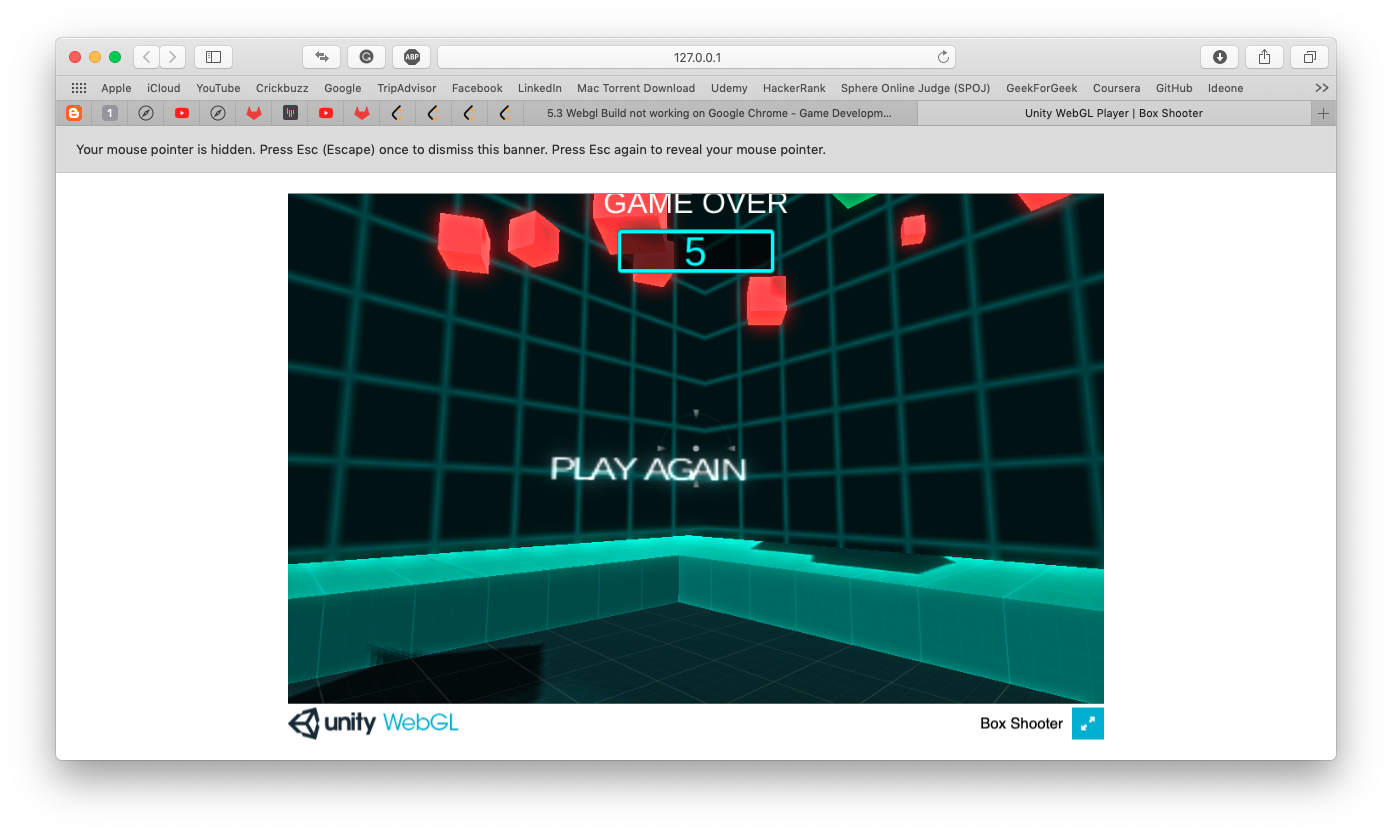 ABP
127.0.0.1
Apple iCloud YouTube Crickbuzz Google TripAdvisor Facebook LinkedIn Mac Torrent Download Udemy HackerRank Sphere Online Judge (SPOJ) GeekForGeek Coursera GitHub Ideone
1 5.3 Webgl Build not working on Google Chrome - Game Developm... Unity WebGL Player | Box Shooter
Your mouse pointer is hidden. Press Esc (Escape) once to dismiss this banner. Press Esc again to reveal your mouse pointer.
GAME OVER
5
PLAY AGAIN
unity WebGL Box Shooter